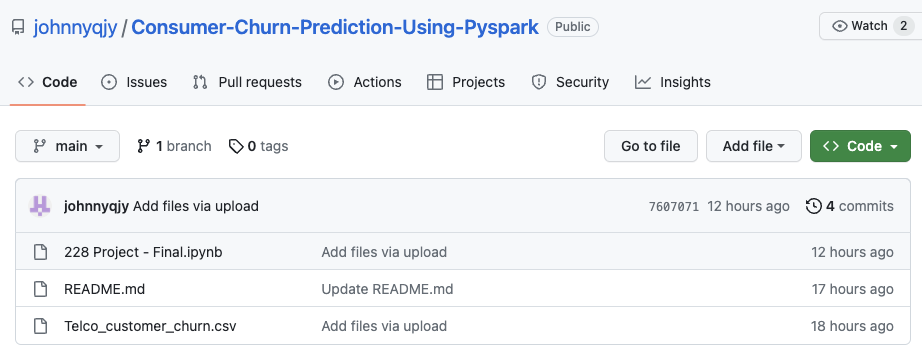 johnnyqjy / Consumer-Churn-Prediction-Using-Pyspark Public Watch 2
Code Issues Pull requests Actions Projects Security Insights
main 1 branch 0 tags Go to file Add file Code
johnnyqjy Add files via upload 7607071 12 hours ago 4 commits
228 Project - Final.ipynb Add files via upload 12 hours ago
README.md Update README.md 17 hours ago
Telco_customer_churn.csv Add files via upload 18 hours ago